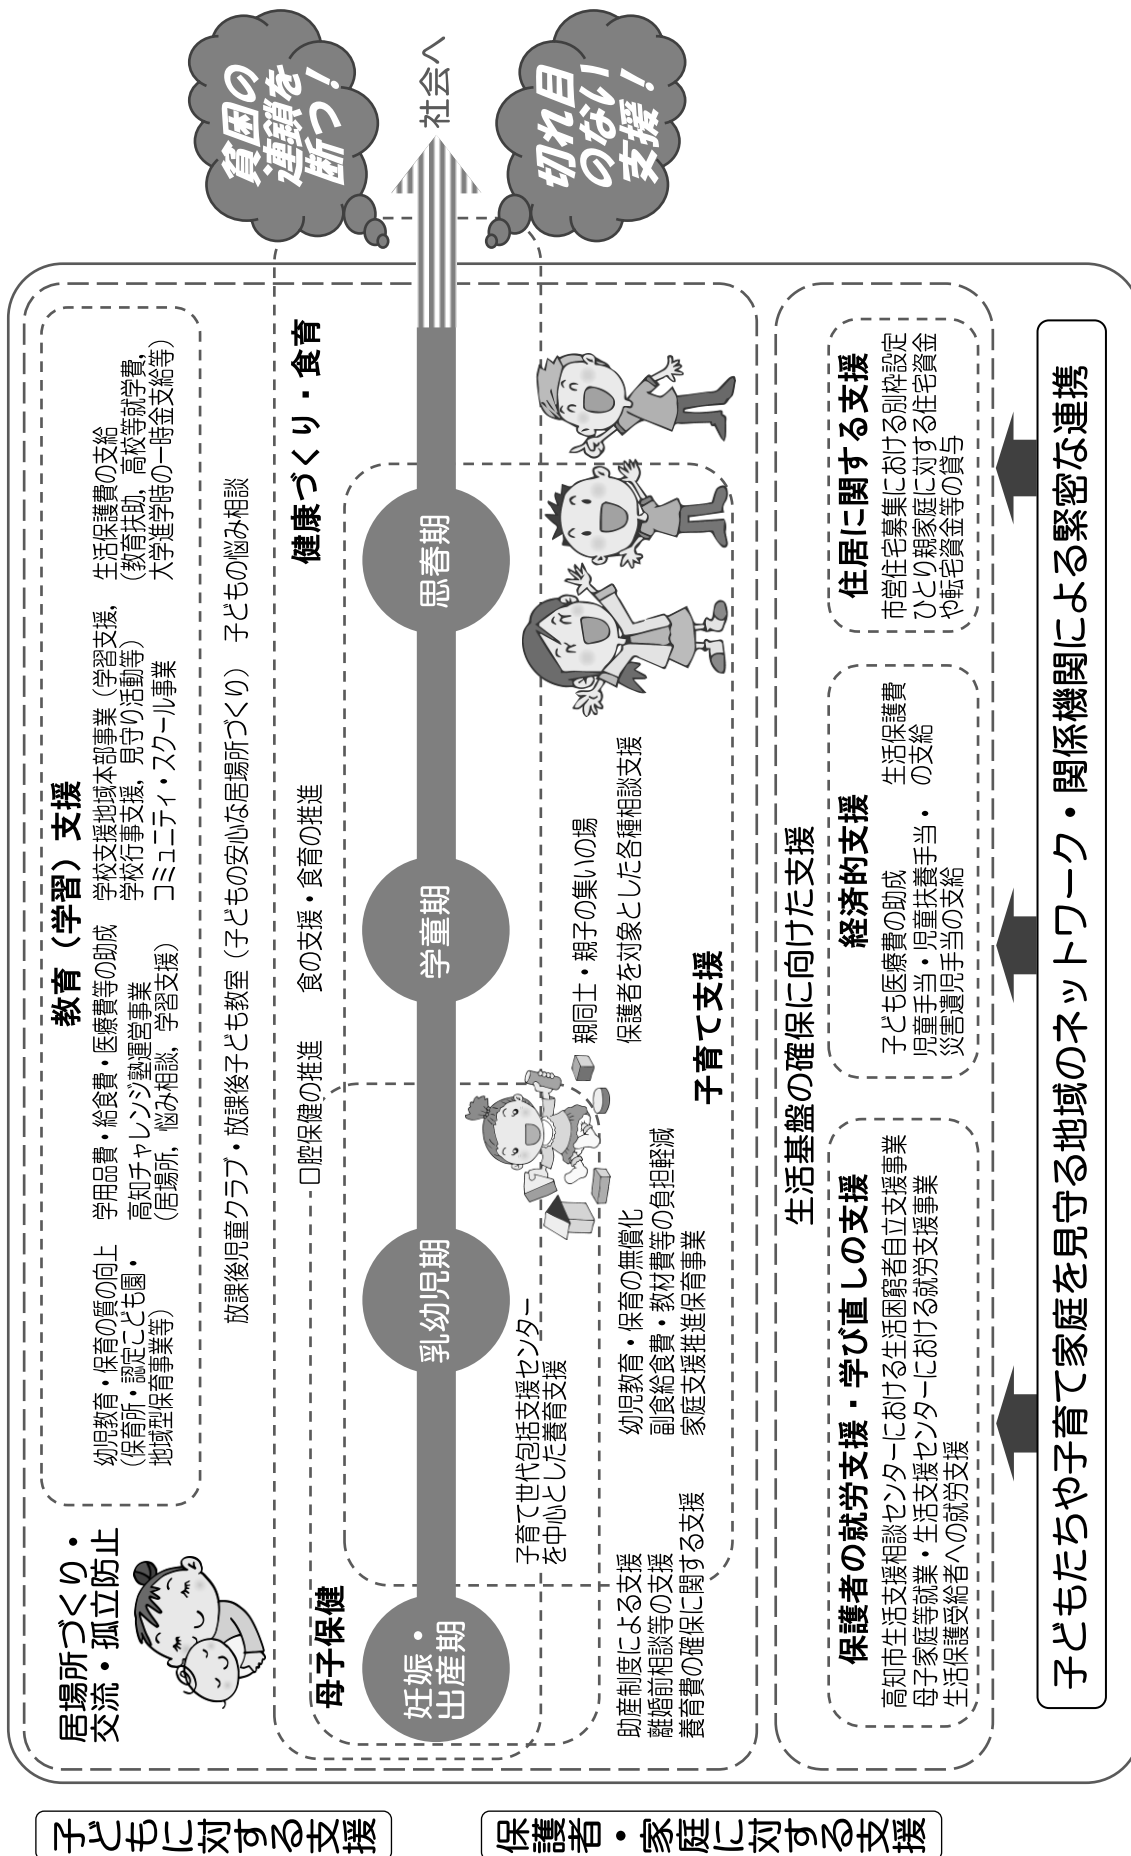 子どもに対する支援
保護者・家庭に対する支援
居場所づくり・
交流・孤立防止
教育（学習）支援
幼児教育・保育の質の向上
（保育所・認定こども園・
地域型保育事業等）
学用品費・給食費・医療費等の助成
高知チャレンジ塾運営事業
（居場所，悩み相談，学習支援）
学校支援地域本部事業（学習支援，
学校行事支援，見守り活動等）
コミュニティ・スクール事業
生活保護費の支給
（教育扶助，高校等就学費，
大学進学時の一時金支給等）
放課後児童クラブ・放課後子ども教室（子どもの安心な居場所づくり）
子どもの悩み相談
母子保健
口腔保健の推進
食の支援・食育の推進
健康づくり・食育
妊娠・
出産期
乳幼児期
学童期
思春期
社会へ
貧困の
連鎖を
断つ！
切れ目
のない
支援！
子育て世代包括支援センター
を中心とした養育支援
親同士・親子の集いの場
保護者を対象とした各種相談支援
助産制度による支援
離婚前相談等の支援
養育費の確保に関する支援
幼児教育・保育の無償化
副食給食費・教材費等の負担軽減
家庭支援推進保育事業
子育て支援
生活基盤の確保に向けた支援
保護者の就労支援・学び直しの支援
高知市生活支援相談センターにおける生活困窮者自立支援事業
母子家庭等就業・生活支援センターにおける就労支援事業
生活保護受給者への就労支援
経済的支援
子ども医療費の助成
児童手当・児童扶養手当・
災害遺児手当の支給
生活保護費
の支給
住居に関する支援
市営住宅募集における別枠設定
ひとり親家庭に対する住宅資金
や転宅資金等の貸与
子どもたちや子育て家庭を見守る地域のネットワーク・関係機関による緊密な連携